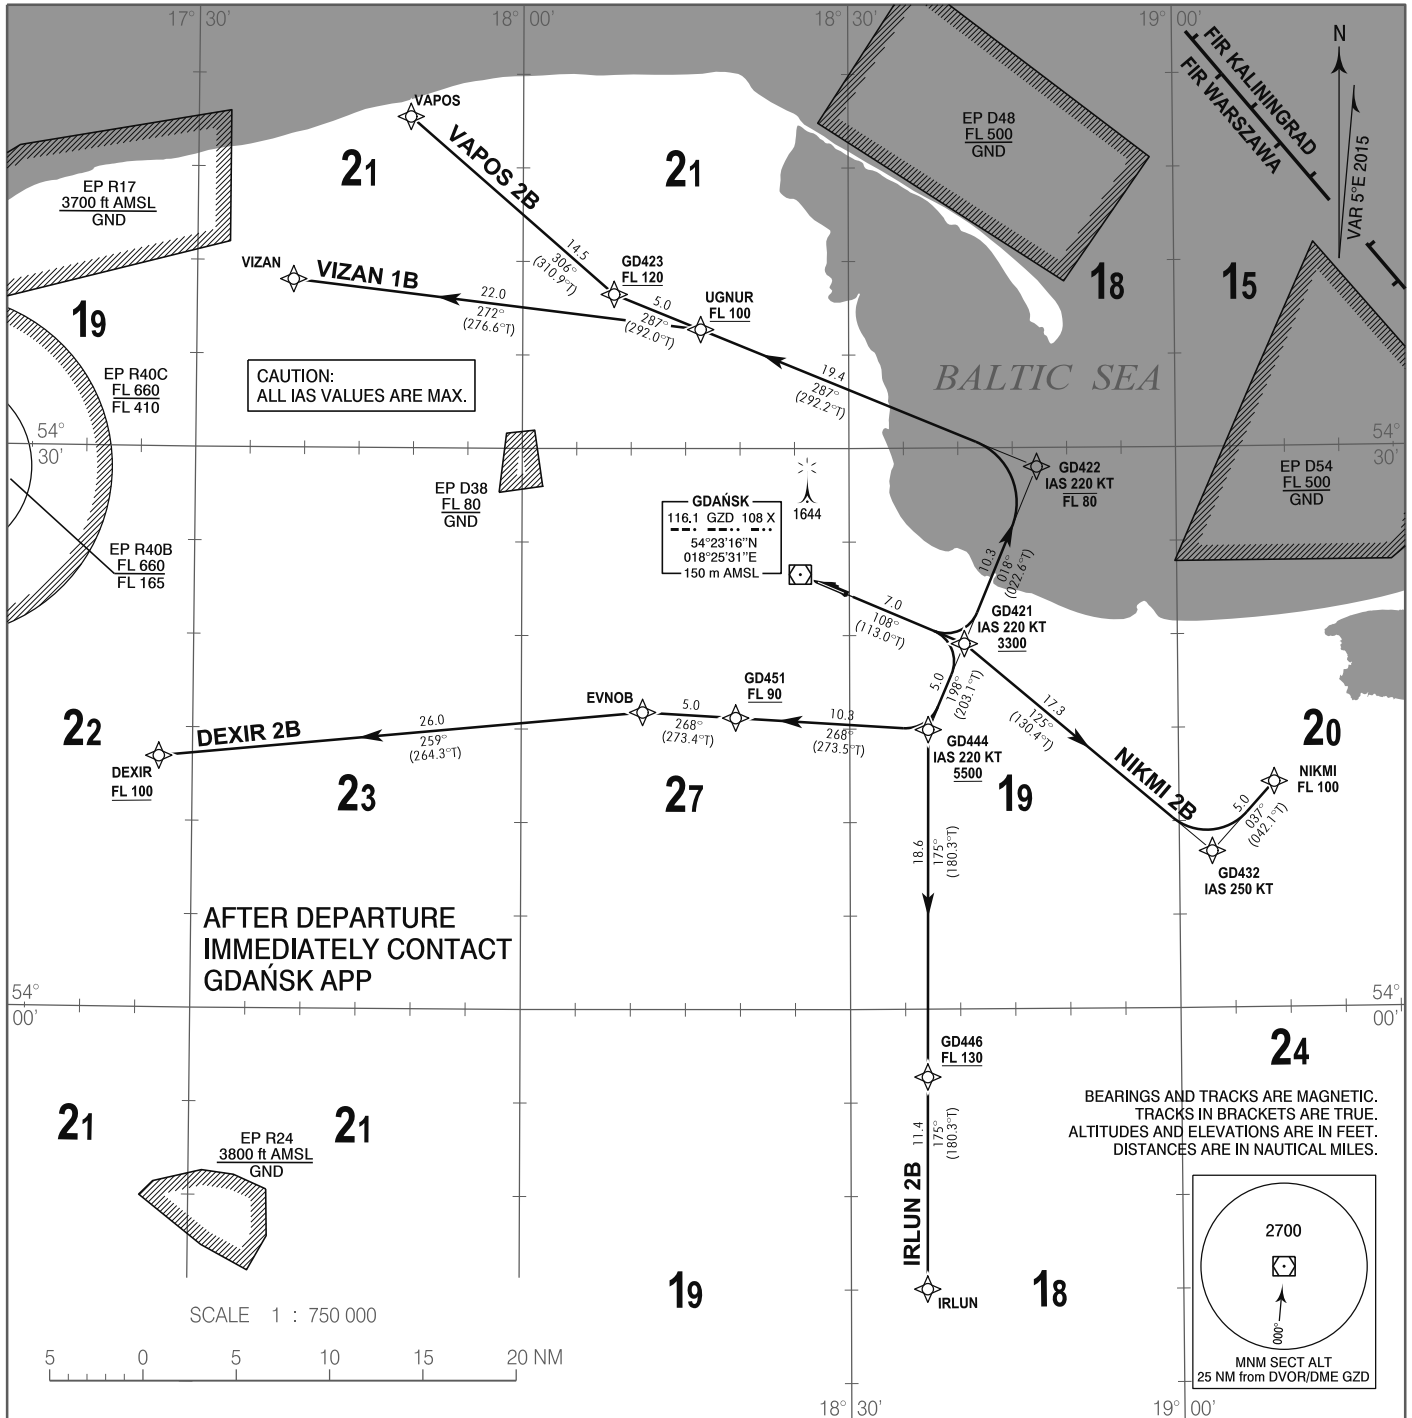 17° 30' 18° 00' 18° 30' 19° 00'
FIR KALININGRAD
FIR WARSZAWA
N
VAR 5°E 2015
VAPOS
VAPOS 2B
21
21
EP D48
FL 500
GND
EP R17
3700 ft AMSL
GND
14.5
306°
(310.9°T)
GD423
FL 120
VIZAN
VIZAN 1B
22.0
272°
(276.6°T)
5.0
287°
(292.0°T)
UGNUR
FL 100
18
15
19
19.4
287°
(292.2°T)
BALTIC SEA
EP R40C
FL 660
FL 410
CAUTION:
ALL IAS VALUES ARE MAX.
54°
30'
54°
30'
EP D38
FL 80
GND
GD422
IAS 220 KT
FL 80
EP D54
FL 500
GND
GDAŃSK
116.1 GZD 108 X
54°23'16"N
018°25'31"E
150 m AMSL
1644
EP R40B
FL 660
FL 165
10.3
018°
(022.6°T)
7.0
108°
(113.0°T)
GD421
IAS 220 KT
3300
5.0
198°
(203.1°T)
17.3
125°
(130.4°T)
GD451
FL 90
EVNOB
5.0
268°
(273.4°T)
10.3
268°
(273.5°T)
22
DEXIR 2B
26.0
259°
(264.3°T)
DEXIR
FL 100
GD444
IAS 220 KT
5500
20
NIKMI 2B
NIKMI
FL 100
5.0
037°
(042.1°T)
23
27
19
18.6
175°
(180.3°T)
GD432
IAS 250 KT
AFTER DEPARTURE
IMMEDIATELY CONTACT
GDAŃSK APP
54°
00'
54°
00'
GD446
FL 130
24
BEARINGS AND TRACKS ARE MAGNETIC.
TRACKS IN BRACKETS ARE TRUE.
ALTITUDES AND ELEVATIONS ARE IN FEET.
DISTANCES ARE IN NAUTICAL MILES.
21
21
EP R24
3800 ft AMSL
GND
11.4
175°
(180.3°T)
IRLUN 2B
IRLUN
19
18
2700
000°
MNM SECT ALT
25 NM from DVOR/DME GZD
SCALE 1 : 750 000
5 0 5 10 15 20 NM
18° 30' 19° 00'